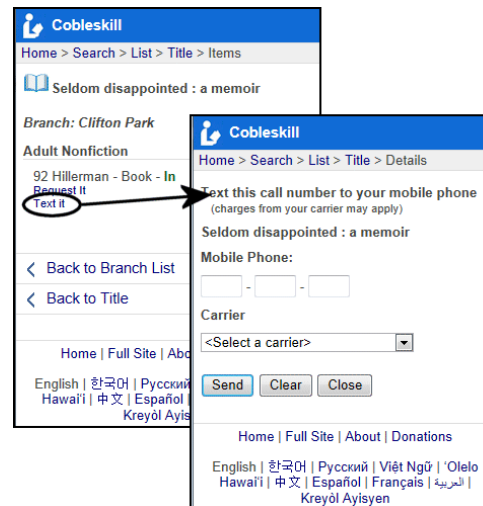 Cobleskill
Home > Search > List > Title > Items
Seldom disappointed : a memoir
Branch: Clifton Park
Adult Nonfiction
92 Hillerman - Book - In
Request It
Text it
Back to Branch List
Back to Title
Home | Full Site | Abo
English | 한국어 | Русский
Hawai'i | 中文 | Español |
Kreyòl Ayis
Cobleskill
Home > Search > List > Title > Details
Text this call number to your mobile phone
(charges from your carrier may apply)
Seldom disappointed : a memoir
Mobile Phone:
- -
Carrier
<Select a carrier>
Send Clear Close
Home | Full Site | About | Donations
English | 한국어 | Русский | Việt Ngữ | 'Olelo
Hawai'i | 中文 | Español | Français | العربية |
Kreyòl Ayisyen